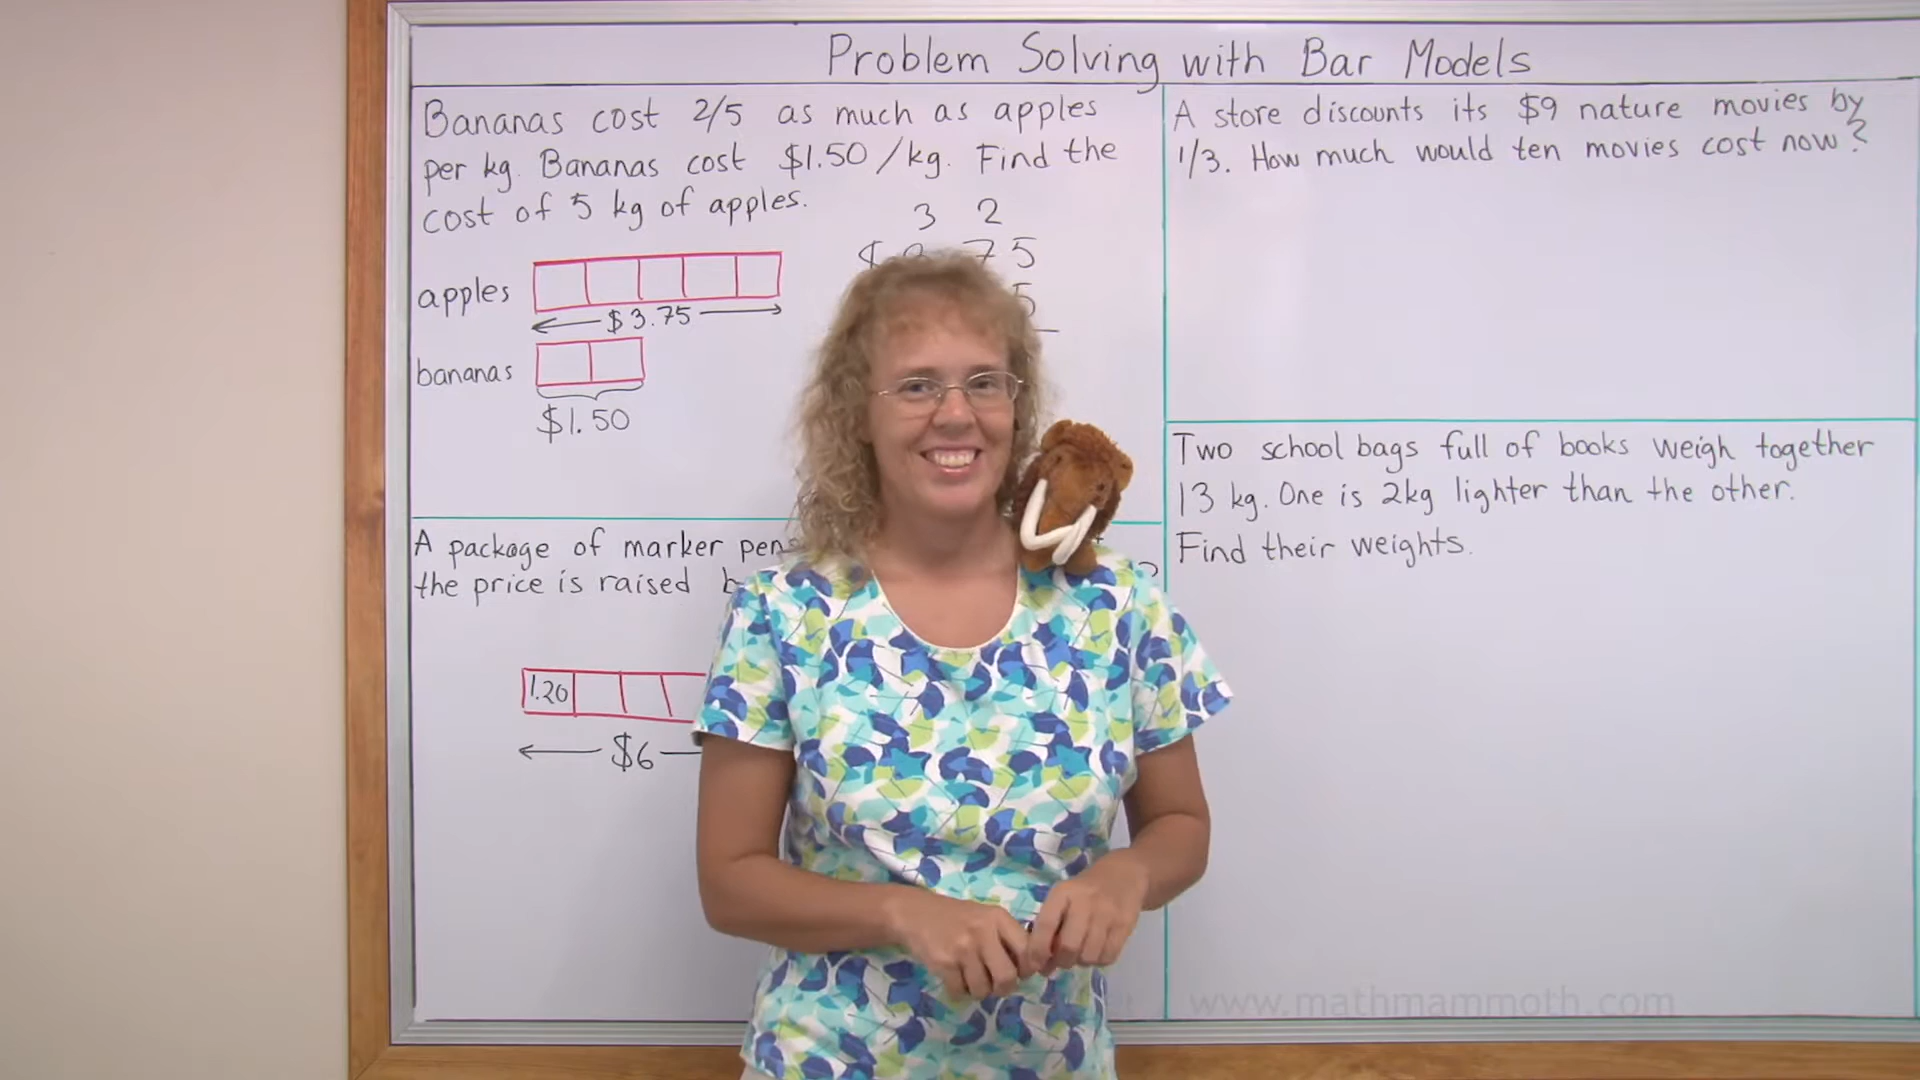 Problem Solving with Bar Models
Bananas cost 2/5 as much as apples
per kg. Bananas cost $1.50/kg. Find the
cost of 5 kg of apples.
3 2
$ 75
5
apples
$3.75
bananas
$1.50
A package of marker pens
the price is raised
1.20
$6
A store discounts its $9 nature movies by
1/3. How much would ten movies cost now?
Two school bags full of books weigh together
13 kg. One is 2kg lighter than the other.
Find their weights.
www.mathmammoth.com